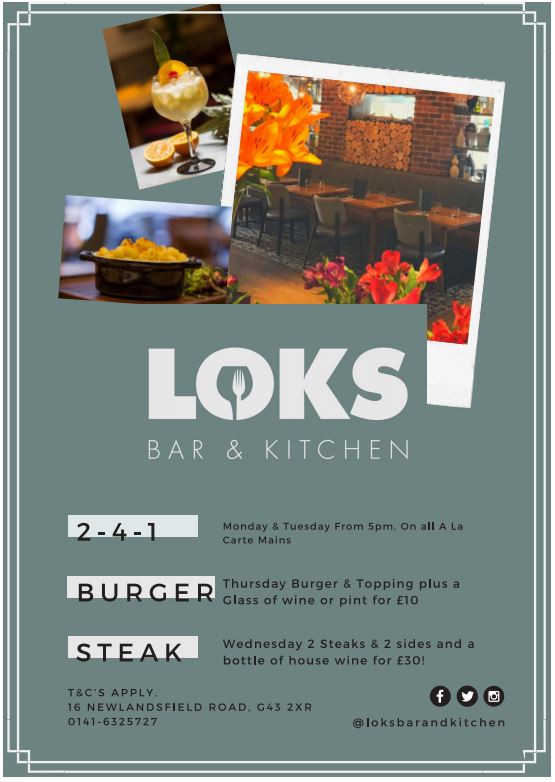 LOKS
BAR & KITCHEN
2-4-1
Monday & Tuesday From 5pm, On all A La
Carte Mains
BURGER
Thursday Burger & Topping plus a
Glass of wine or pint for £10
STEAK
Wednesday 2 Steaks & 2 sides and a
bottle of house wine for £30!
T&C'S APPLY.
16 NEWLANDSFIELD ROAD, G43 2XR
0141-6325727
@loksbarandkitchen